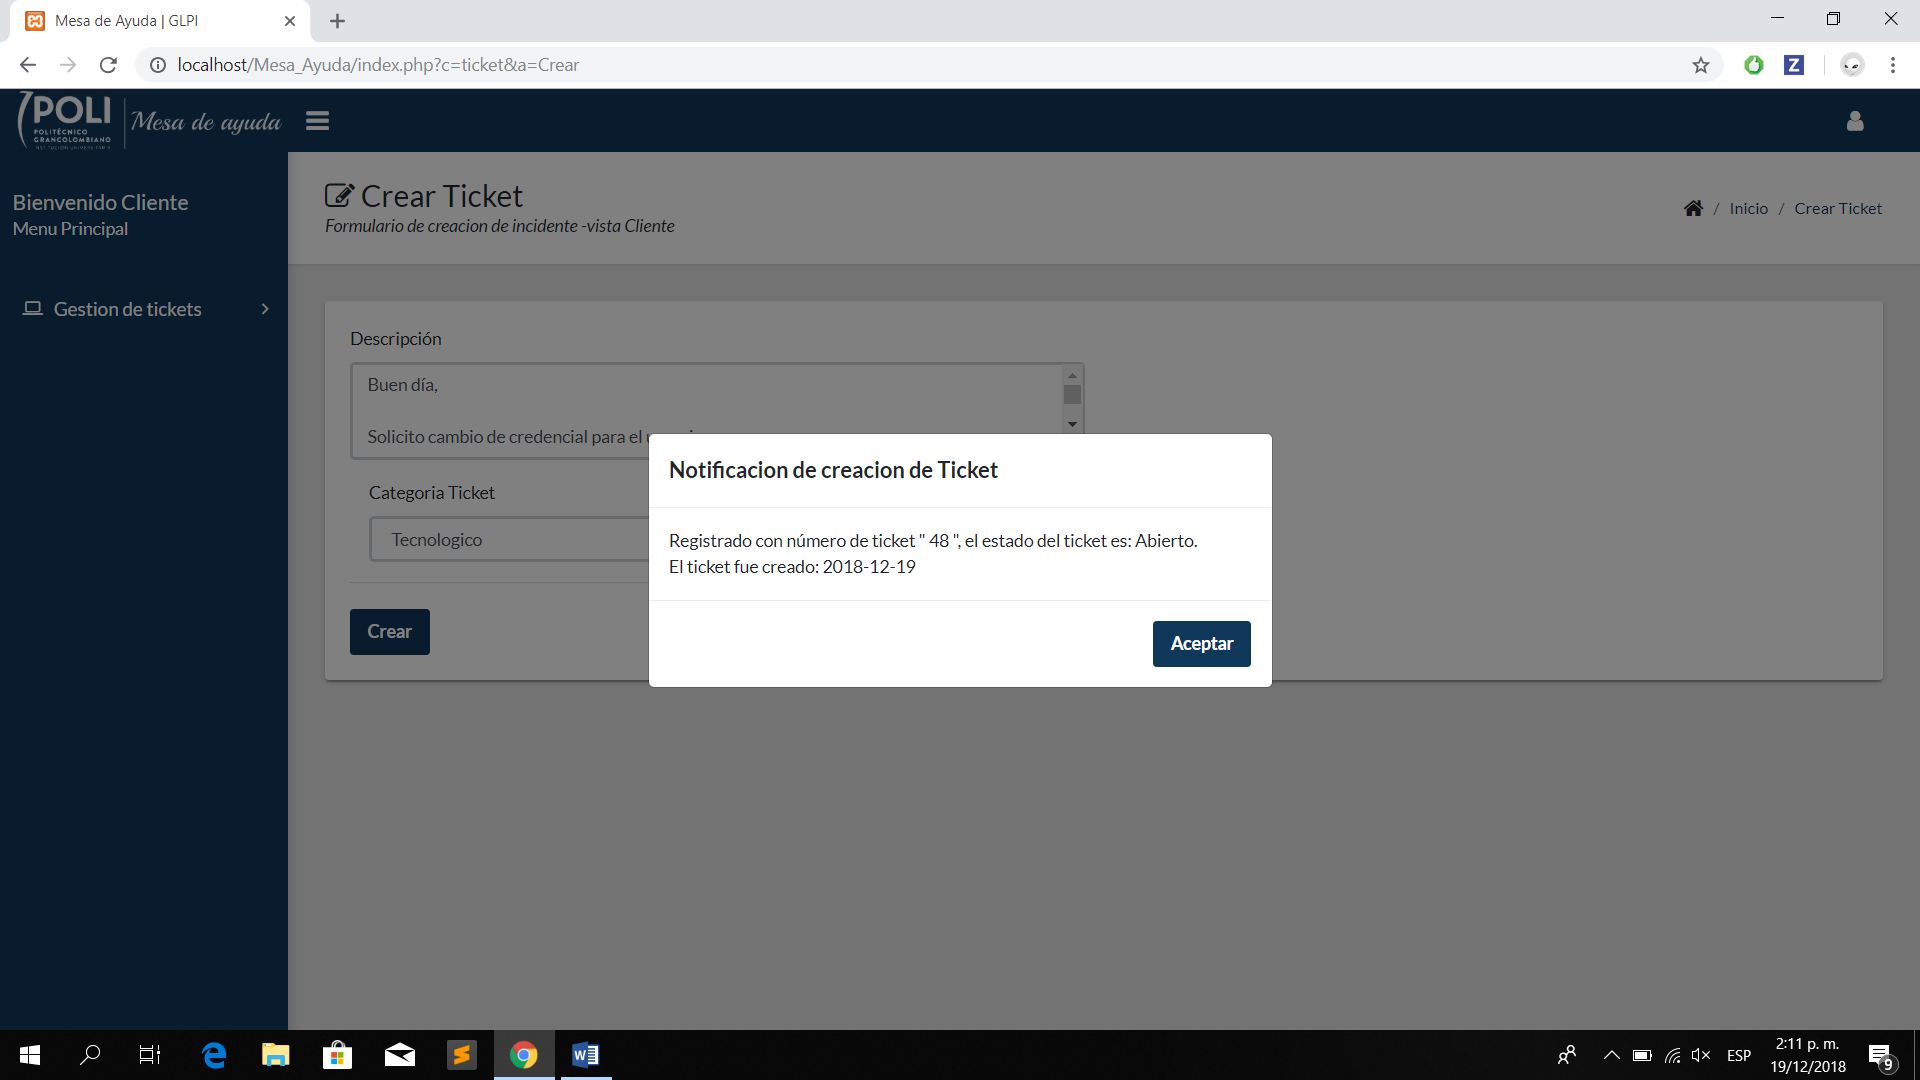 Mesa de Ayuda | GLPI
localhost/Mesa_Ayuda/index.php?c=ticket&a=Crear
POLI
POLITÉCNICO
GRANCOLOMBIANO
Mesa de ayuda
Bienvenido Cliente
Menu Principal
Gestion de tickets
Crear Ticket
Formulario de creacion de incidente -vista Cliente
/ Inicio / Crear Ticket
Descripción
Buen día,
Solicito cambio de credencial para el
Categoria Ticket
Tecnologico
Crear
Notificacion de creacion de Ticket
Registrado con número de ticket " 48 ", el estado del ticket es: Abierto.
El ticket fue creado: 2018-12-19
Aceptar
ESP
2:11 p. m.
19/12/2018
9